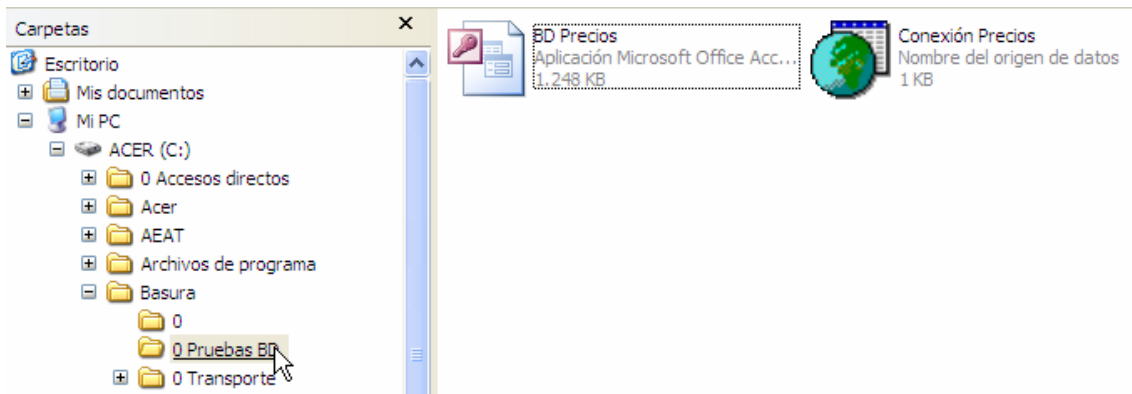 Carpetas
Escritorio
Mis documentos
Mi PC
ACER (C:)
0 Accesos directos
Acer
AEAT
Archivos de programa
Basura
0
0 Pruebas BD
0 Transporte
BD Precios
Aplicación Microsoft Office Acc...
1.248 KB
Conexión Precios
Nombre del origen de datos
1 KB